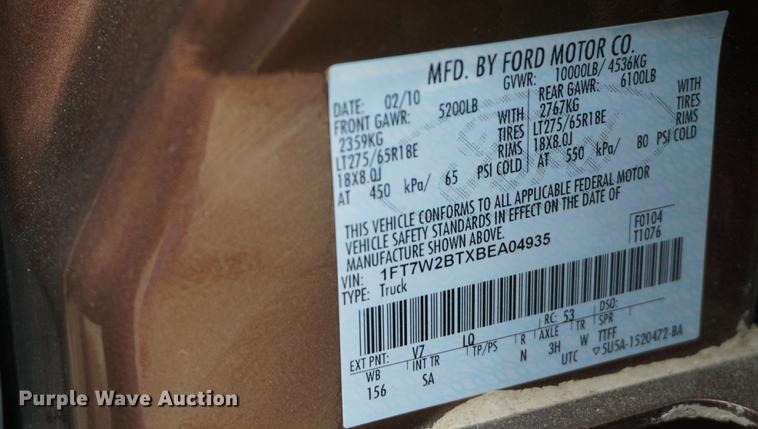 MFD. BY FORD MOTOR CO.
DATE: 02/10 GVWR: 10000LB/ 4536KG
FRONT GAWR: 5200LB REAR GAWR: 6100LB
2359KG WITH 2767KG WITH
LT275/65R18E TIRES LT275/65R18E TIRES
18X8.0J RIMS 18X8.0J RIMS
AT 450 kPa/ 65 PSI COLD AT 550 kPa/ 80 PSI COLD
THIS VEHICLE CONFORMS TO ALL APPLICABLE FEDERAL MOTOR
VEHICLE SAFETY STANDARDS IN EFFECT ON THE DATE OF
MANUFACTURE SHOWN ABOVE.
VIN: 1FT7W2BTXBEA04935 F0104
TYPE: Truck T1076
EXT PNT: V7 LQ RC: 53 DSO:
WB INT TR TP/PS R AXLE TR SPR
156 SA N 3H W TTFF
UTC ▽5U5A-1520472-BA
Purple Wave Auction